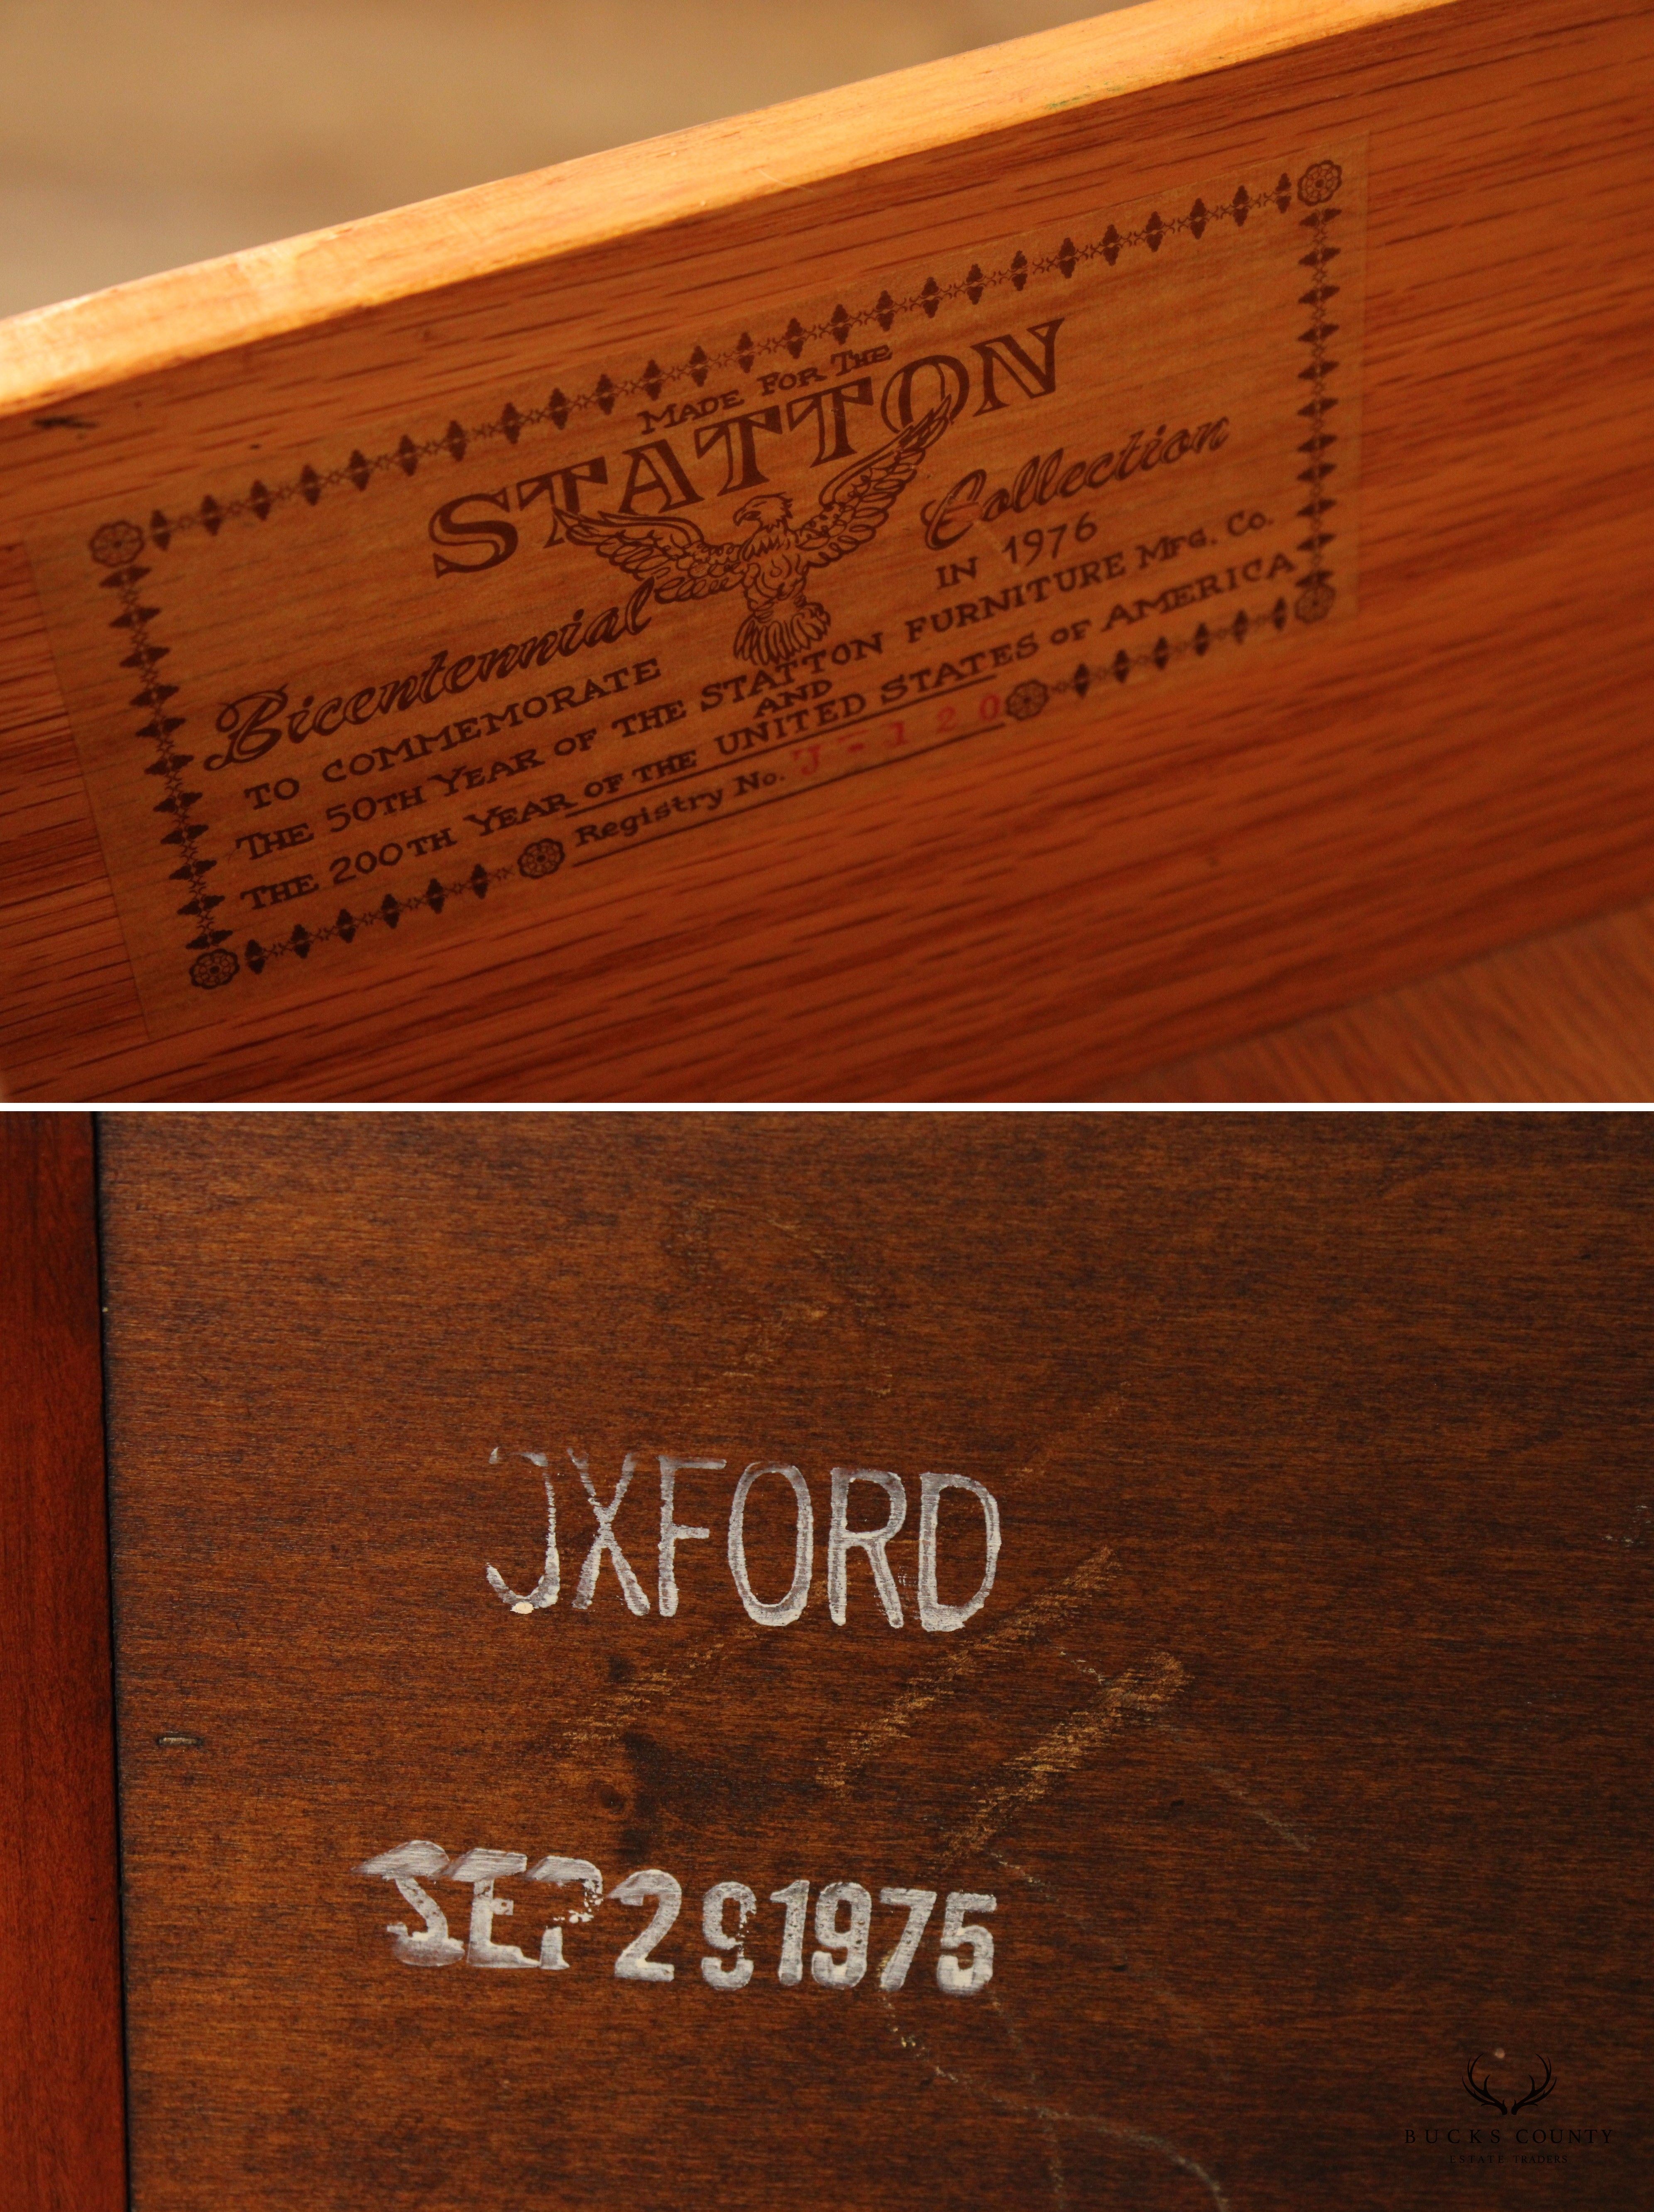 MADE FOR THE
STATTON
Bicentennial Collection
TO COMMEMORATE IN 1976
THE 50TH YEAR OF THE STATTON FURNITURE MFG. CO.
AND
THE 200TH YEAR OF THE UNITED STATES OF AMERICA
Registry No. J-120
OXFORD
SEP 29 1975
BUCKS COUNTY
ESTATE TRADERS